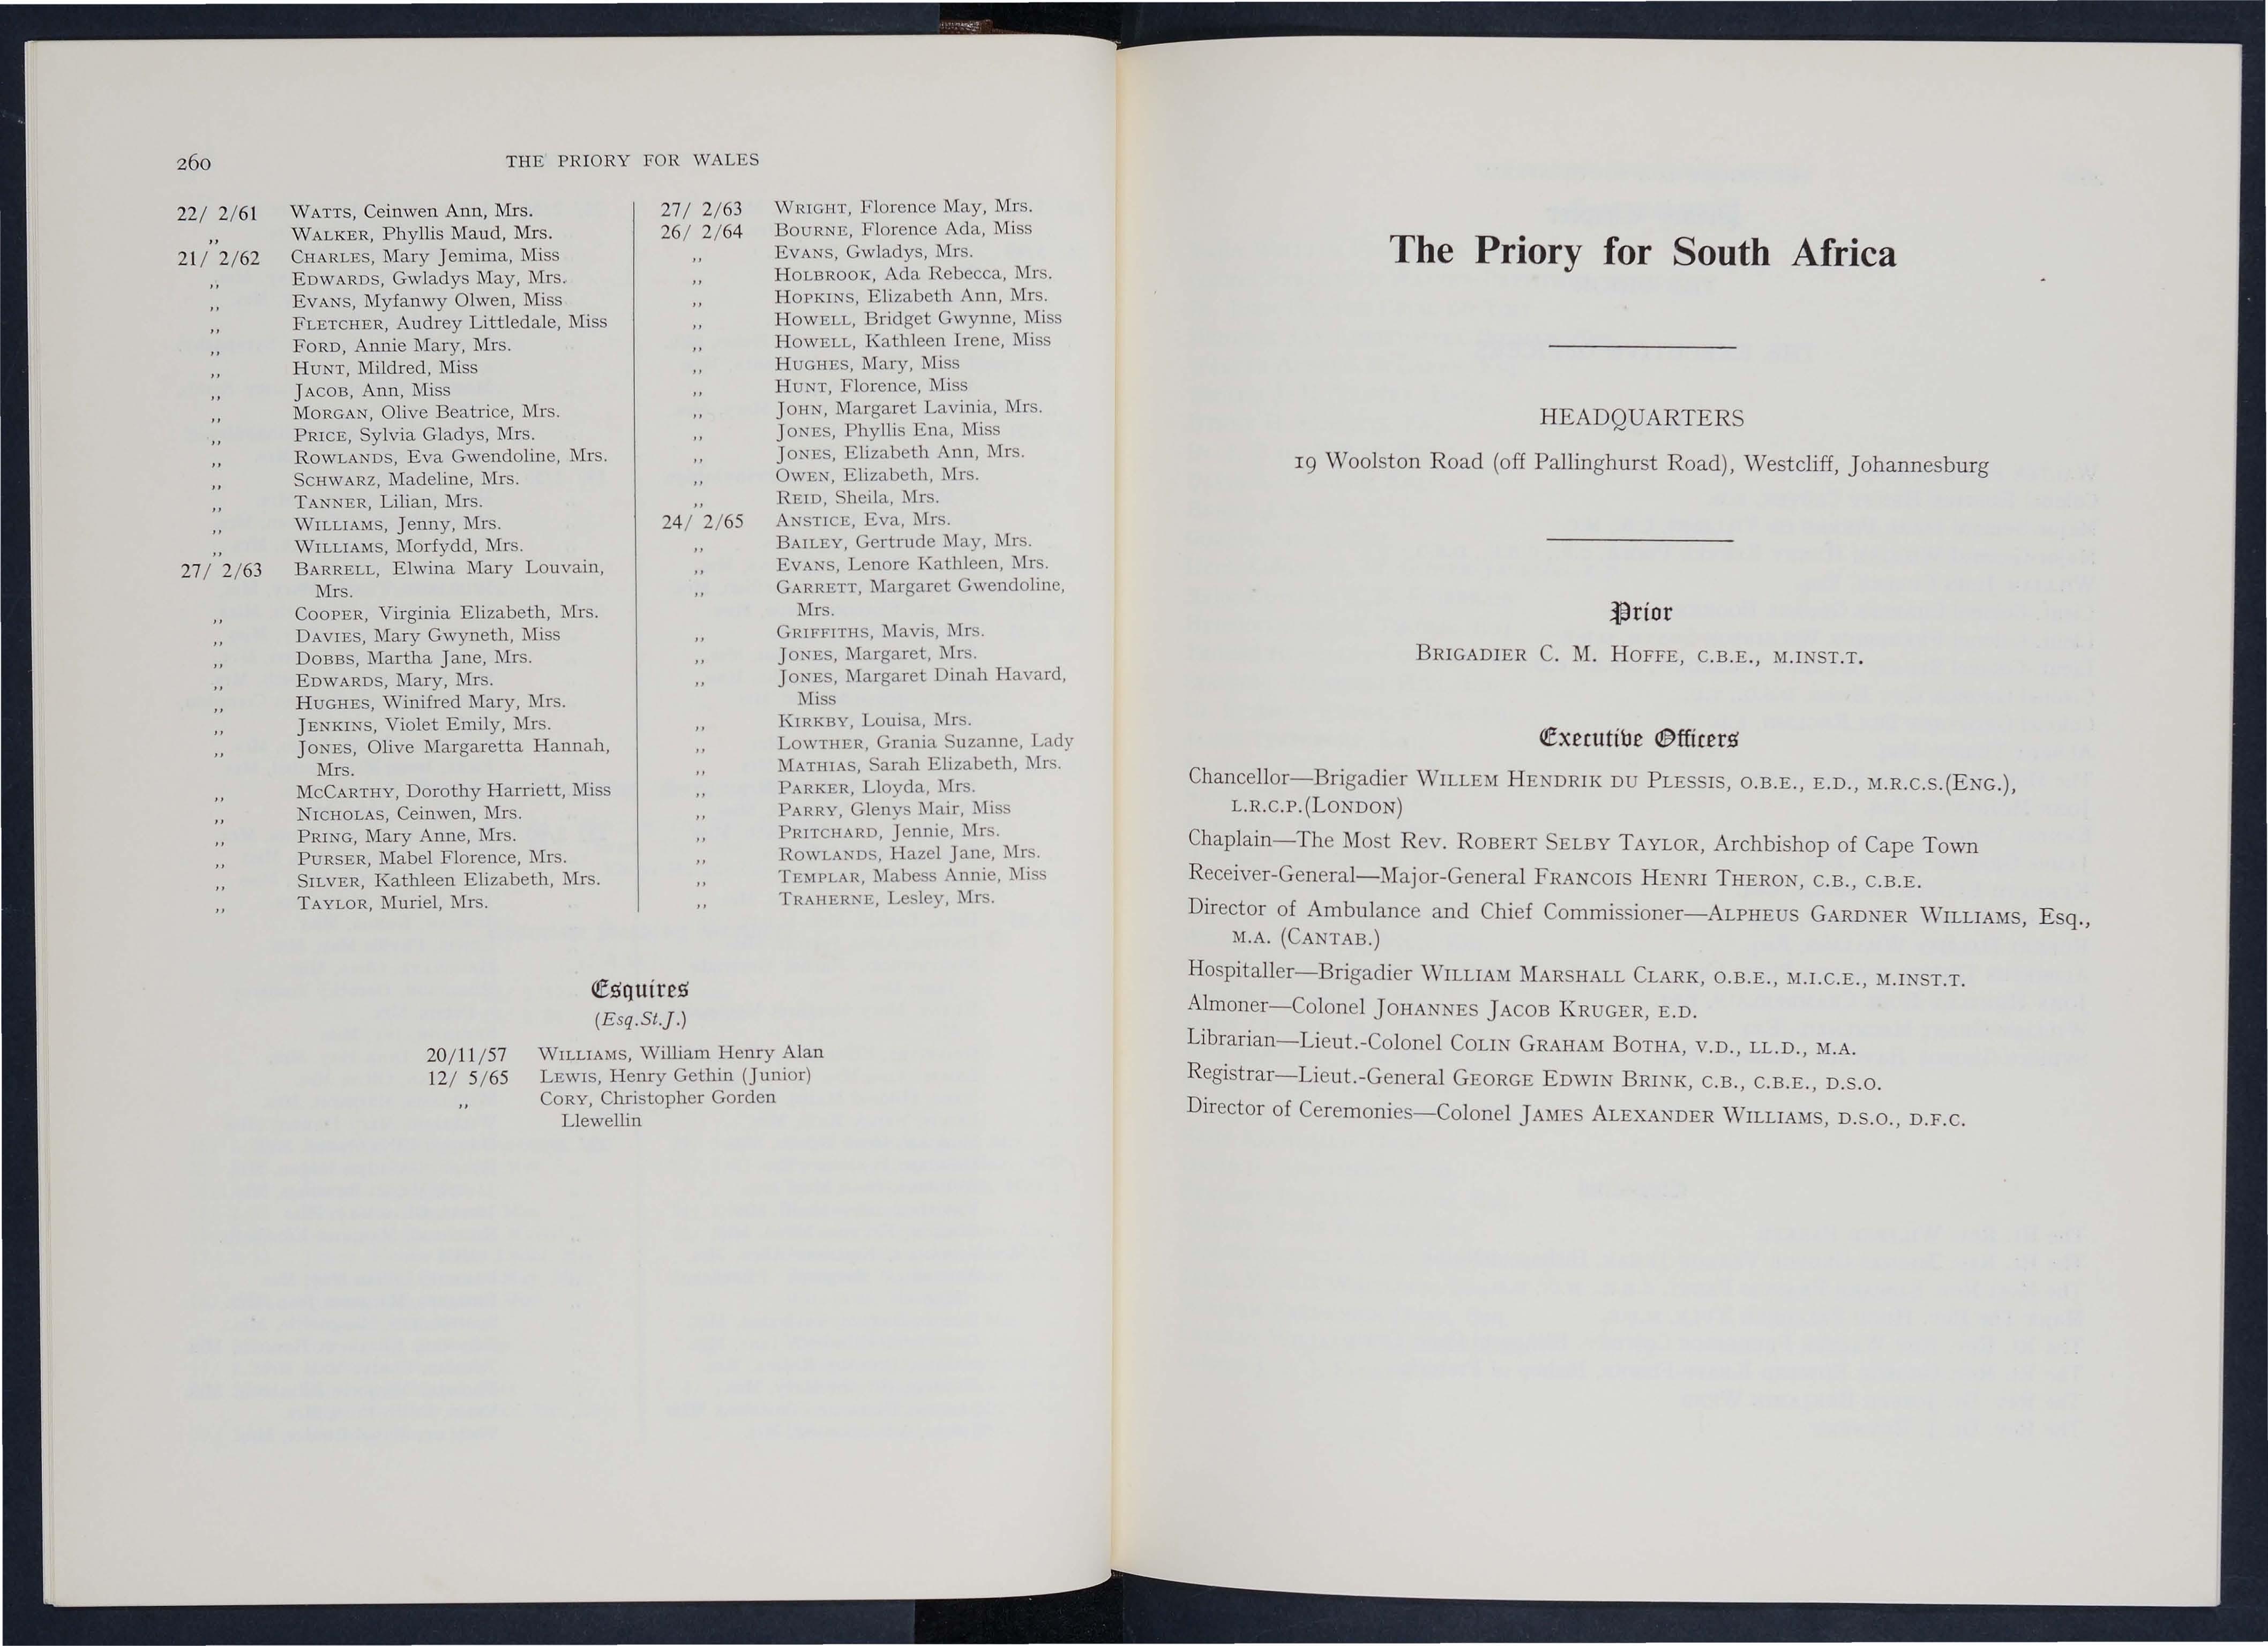 260 THE PRIORY FOR WALES
22/ 2/61 WATTS, Ceinwen Ann, Mrs.
,, WALKER, Phyllis Maud, Mrs.
21/ 2/62 CHARLES, Mary Jemima, Miss
,, EDWARDS, Gwladys May, Mrs.
,, EVANS, Myfanwy Olwen, Miss
,, FLETCHER, Audrey Littledale, Miss
,, FORD, Annie Mary, Mrs.
,, HUNT, Mildred, Miss
,, JACOB, Ann, Miss
,, MORGAN, Olive Beatrice, Mrs.
,, PRICE, Sylvia Gladys, Mrs.
,, ROWLANDS, Eva Gwendoline, Mrs.
,, SCHWARZ, Madeline, Mrs.
,, TANNER, Lilian, Mrs.
,, WILLIAMS, Jenny, Mrs.
,, WILLIAMS, Morfydd, Mrs.
27/ 2/63 BARRELL, Elwina Mary Louvain,
Mrs.
,, COOPER, Virginia Elizabeth, Mrs.
,, DAVIES, Mary Gwyneth, Miss
,, DOBBS, Martha Jane, Mrs.
,, EDWARDS, Mary, Mrs.
,, HUGHES, Winifred Mary, Mrs.
,, JENKINS, Violet Emily, Mrs.
,, JONES, Olive Margaretta Hannah,
Mrs.
,, MCCARTHY, Dorothy Harriett, Miss
,, NICHOLAS, Ceinwen, Mrs.
,, PRING, Mary Anne, Mrs.
,, PURSER, Mabel Florence, Mrs.
,, SILVER, Kathleen Elizabeth, Mrs.
,, TAYLOR, Muriel, Mrs.
27/ 2/63 WRIGHT, Florence May, Mrs.
26/ 2/64 BOURNE, Florence Ada, Miss
,, EVANS, Gwladys, Mrs.
,, HOLBROOK, Ada Rebecca, Mrs.
,, HOPKINS, Elizabeth Ann, Mrs.
,, HOWELL, Bridget Gwynne, Miss
,, HOWELL, Kathleen Irene, Miss
,, HUGHES, Mary, Miss
,, HUNT, Florence, Miss
,, JOHN, Margaret Lavinia, Mrs.
,, JONES, Phyllis Ena, Miss
,, JONES, Elizabeth Ann, Mrs.
,, OWEN, Elizabeth, Mrs.
,, REID, Sheila, Mrs.
24/ 2/65 ANSTICE, Eva, Mrs.
,, BAILEY, Gertrude May, Mrs.
,, EVANS, Lenore Kathleen, Mrs.
,, GARRETT, Margaret Gwendoline,
Mrs.
,, GRIFFITHS, Mavis, Mrs.
,, JONES, Margaret, Mrs.
,, JONES, Margaret Dinah Havard,
Miss
,, KIRKBY, Louisa, Mrs.
,, LOWTHER, Grania Suzanne, Lady
,, MATHIAS, Sarah Elizabeth, Mrs.
,, PARKER, Lloyda, Mrs.
,, PARRY, Glenys Mair, Miss
,, PRITCHARD, Jennie, Mrs.
,, ROWLANDS, Hazel Jane, Mrs.
,, TEMPLAR, Mabess Annie, Miss
,, TRAHERNE, Lesley, Mrs.
Esquires
(Esq.St.J.)
20/11/57 WILLIAMS, William Henry Alan
12/ 5/65 LEWIS, Henry Gethin (Junior)
,, CORY, Christopher Gorden
Llewellin
The Priory for South Africa
HEADQUARTERS
19 Woolston Road (off Pallinghurst Road), Westcliff, Johannesburg
Prior
BRIGADIER C. M. HOFFE, C.B.E., M.INST.T.
Executive Officers
Chancellor—Brigadier WILLEM HENDRIK DU PLESSIS, O.B.E., E.D., M.R.C.S.(ENG.),
L.R.C.P.(LONDON)
Chaplain—The Most Rev. ROBERT SELBY TAYLOR, Archbishop of Cape Town
Receiver-General—Major-General FRANCOIS HENRI THERON, C.B., C.B.E.
Director of Ambulance and Chief Commissioner—ALPHEUS GARDNER WILLIAMS, Esq.,
M.A. (CANTAB.)
Hospitaller—Brigadier WILLIAM MARSHALL CLARK, O.B.E., M.I.C.E., M.INST.T.
Almoner—Colonel JOHANNES JACOB KRUGER, E.D.
Librarian—Lieut.-Colonel COLIN GRAHAM BOTHA, V.D., LL.D., M.A.
Registrar—Lieut.-General GEORGE EDWIN BRINK, C.B., C.B.E., D.S.O.
Director of Ceremonies—Colonel JAMES ALEXANDER WILLIAMS, D.S.O., D.F.C.